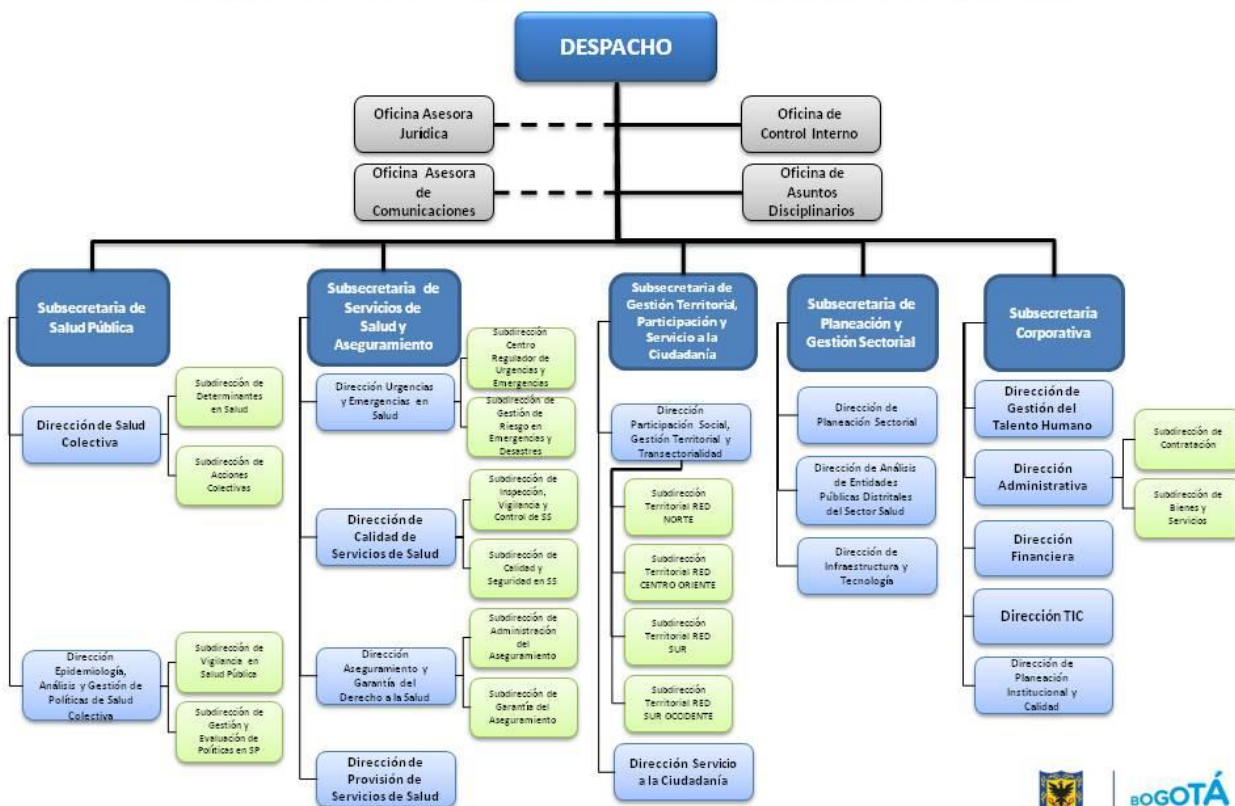 DESPACHO
Oficina Asesora
Jurídica
Oficina de
Control Interno
Oficina Asesora
de
Comunicaciones
Oficina de
Asuntos
Disciplinarios
Subsecretaria de
Salud Pública
Subsecretaria de
Servicios de
Salud y
Aseguramiento
Subsecretaria de
Gestión Territorial,
Participación y
Servicio a la
Ciudadanía
Subsecretaria de
Planeación y
Gestión Sectorial
Subsecretaria
Corporativa
Dirección de Salud
Colectiva
Subdirección de
Determinantes
en Salud
Subdirección de
Acciones
Colectivas
Dirección
Epidemiología,
Análisis y Gestión de
Políticas de Salud
Colectiva
Subdirección de
Vigilancia en
Salud Pública
Subdirección de
Gestión y
Evaluación de
Políticas en SP
Dirección Urgencias
y Emergencias en
Salud
Subdirección
Centro
Regulador de
Urgencias y
Emergencias
Subdirección de
Gestión de
Riesgo en
Emergencias y
Desastres
Dirección de
Calidad de
Servicios de Salud
Subdirección de
Inspección,
Vigilancia y
Control de SS
Subdirección de
Calidad y
Seguridad en SS
Dirección
Aseguramiento y
Garantía del
Derecho a la Salud
Subdirección de
Administración
del
Aseguramiento
Subdirección de
Garantía del
Aseguramiento
Dirección de
Provisión de
Servicios de Salud
Dirección
Participación Social,
Gestión Territorial y
Transectorialidad
Subdirección
Territorial RED
NORTE
Subdirección
Territorial RED
CENTRO ORIENTE
Subdirección
Territorial RED
SUR
Subdirección
Territorial RED
SUR OCCIDENTE
Dirección Servicio
a la Ciudadanía
Dirección de
Planeación Sectorial
Dirección de Análisis
de Entidades
Públicas Distritales
del Sector Salud
Dirección de
Infraestructura y
Tecnología
Dirección de
Gestión del
Talento Humano
Dirección
Administrativa
Subdirección de
Contratación
Subdirección de
Bienes y
Servicios
Dirección
Financiera
Dirección TIC
Dirección de
Planeación
Institucional y
Calidad
BOGOTÁ